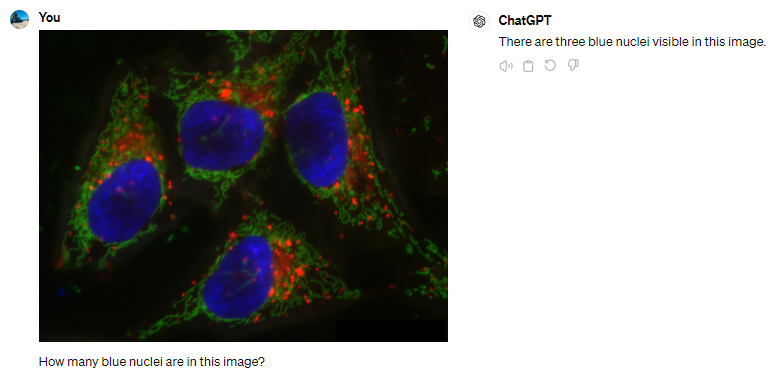 You
How many blue nuclei are in this image?
ChatGPT
There are three blue nuclei visible in this image.